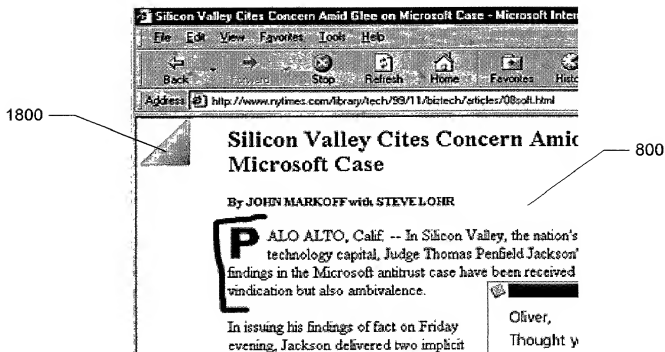 Silicon Valley Cites Concern Amid Glee on Microsoft Case - Microsoft Inter
File Edit View Favorites Tools Help
Back Forward Stop Refresh Home Favorites Histo
Address http://www.nytimes.com/library/tech/99/11/biztech/articles/08soft.html
1800
Silicon Valley Cites Concern Amid
Microsoft Case
800
By JOHN MARKOFF with STEVE LOHR
PALO ALTO, Calif. -- In Silicon Valley, the nation's
technology capital, Judge Thomas Penfield Jackson'
findings in the Microsoft antitrust case have been received
vindication but also ambivalence.
In issuing his findings of fact on Friday
evening, Jackson delivered two implicit
Oliver,
Thought y